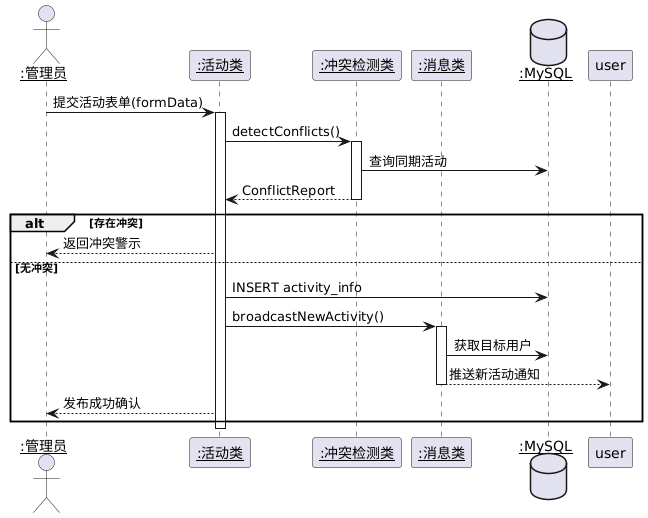 :管理员
:活动类
:冲突检测类
:消息类
:MySQL
user
提交活动表单(formData)
detectConflicts()
查询同期活动
ConflictReport
alt
[存在冲突]
返回冲突警示
[无冲突]
INSERT activity_info
broadcastNewActivity()
获取目标用户
推送新活动通知
发布成功确认
:管理员
:活动类
:冲突检测类
:消息类
:MySQL
user